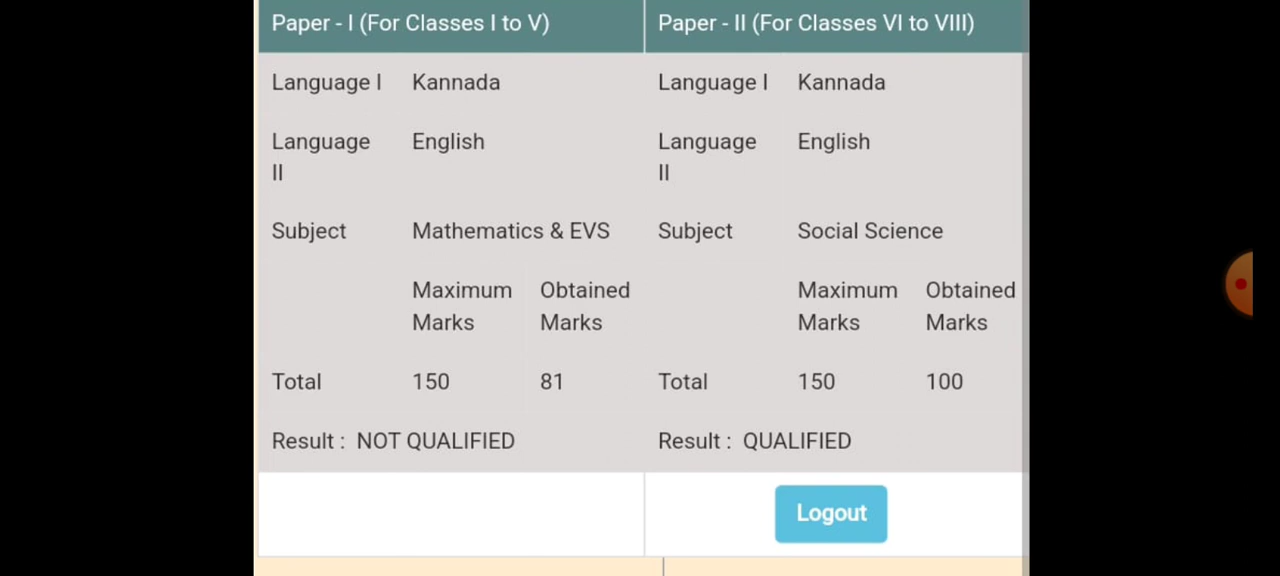 Paper - I (For Classes I to V) Paper - II (For Classes VI to VIII)
Language I Kannada Language I Kannada
Language II English Language II English
Subject Mathematics & EVS Subject Social Science
Maximum Marks Obtained Marks Maximum Marks Obtained Marks
Total 150 81 Total 150 100
Result : NOT QUALIFIED Result : QUALIFIED
Logout